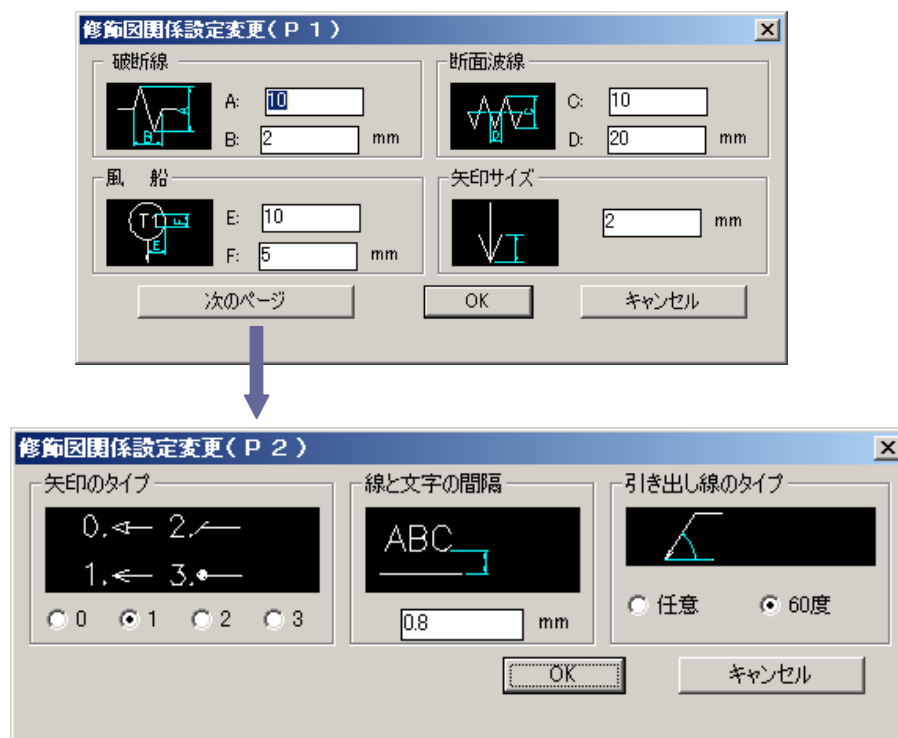 修飾図関係設定変更(P1)
破断線
A: 10
B: 2 mm
A
B
断面波線
C: 10
D: 20 mm
C
D
風 船
E: 10
F: 5 mm
T1
F
E
矢印サイズ
2 mm
次のページ OK キャンセル
修飾図関係設定変更(P2)
矢印のタイプ
0. 2.
1. 3.
0 1 2 3
線と文字の間隔
ABC
0.8 mm
引き出し線のタイプ
任意 60度
OK キャンセル